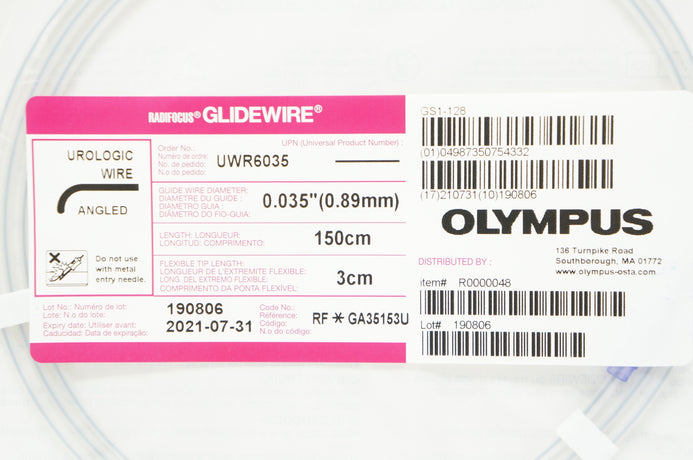 RADIFOCUS® GLIDEWIRE®
UROLOGIC
WIRE
ANGLED
Do not use
with metal
entry needle.
Order No.:
Numéro de ordre:
No. de pedido:
N.o de pedido:
UWR6035
UPN (Universal Product Number) :
GUIDE WIRE DIAMETER:
DIAMETRE OU GUIDE :
DIAMETRO GUIA :
DIÂMETRO DO FIO-GUIA:
0.035"(0.89mm)
LENGTH: LONGUEUR:
LONGITUD: COMPRIMENTO:
150cm
FLEXIBLE TIP LENGTH:
LONGUEUR DE L'EXTREMITE FLEXIBLE:
LONG. DEL EXTREMO FLEXIBLE:
COMPRIMENTO DA PONTA FLEXÍVEL:
3cm
Lot No.: Numéro de lot:
Lote: N.o do lote:
190806
Expiry date: Utiliser avant:
Caducidad: Data de expiração:
2021-07-31
Code No.:
Référence:
Código:
N.o do código:
RF * GA35153U
GS1-128
(01)04987350754332
(17)210731(10)190806
OLYMPUS
136 Turnpike Road
Southborough, MA 01772
www.olympus-osta.com
DISTRIBUTED BY :
item# R0000048
Lot# 190806